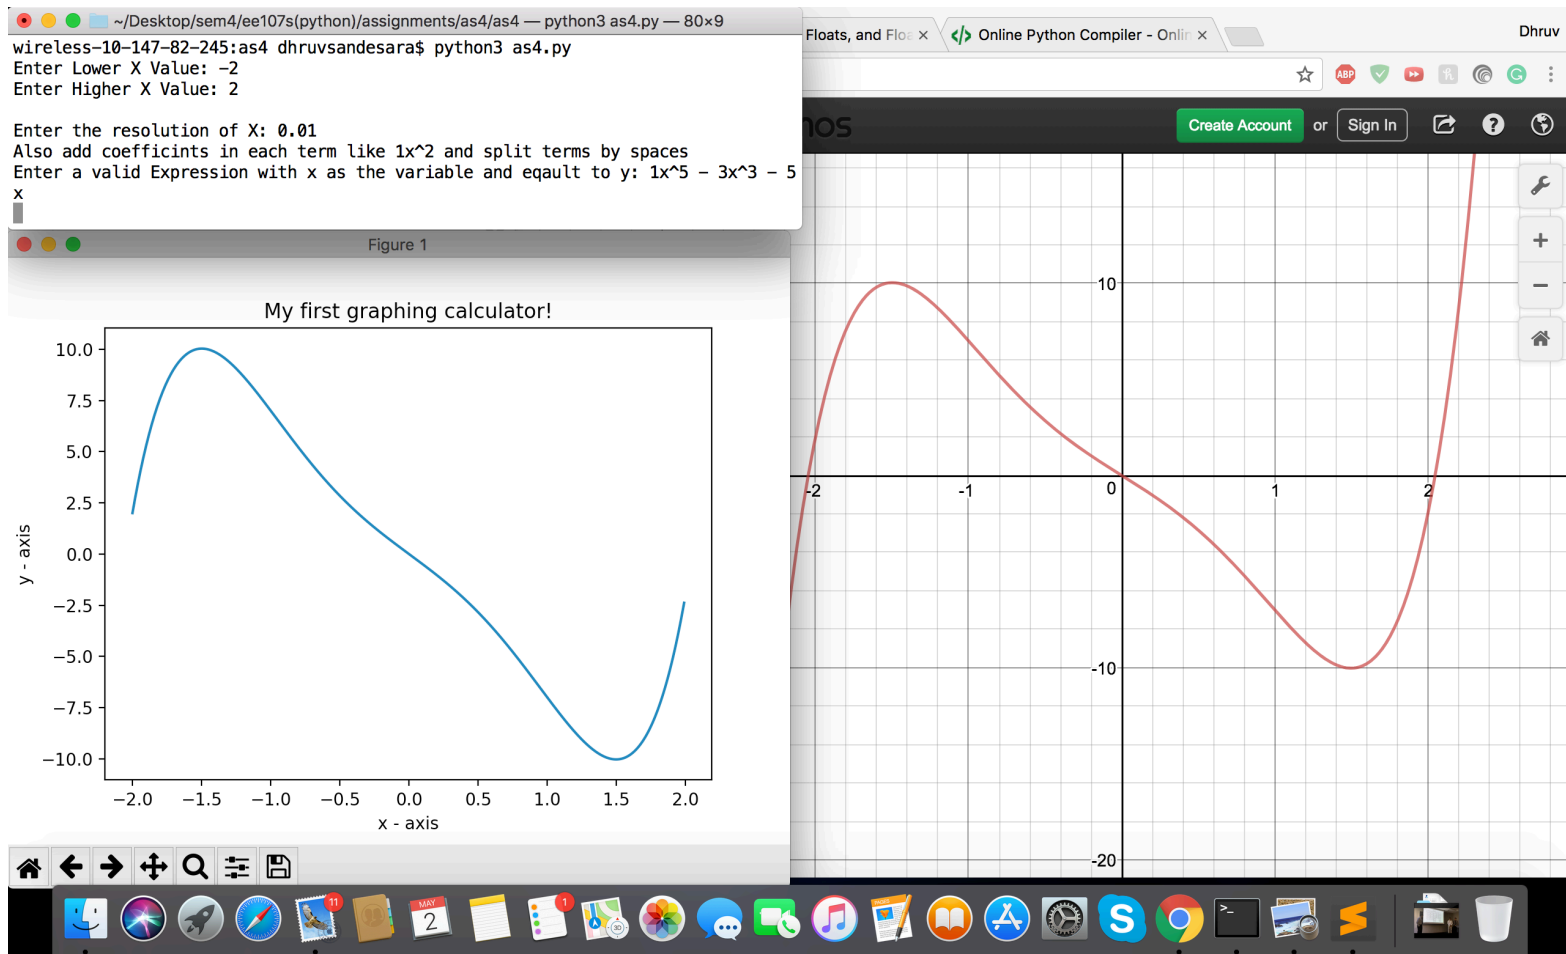 ~/Desktop/sem4/ee107s(python)/assignments/as4/as4 — python3 as4.py — 80×9
wireless-10-147-82-245:as4 dhruvsandesara$ python3 as4.py
Enter Lower X Value: -2
Enter Higher X Value: 2
Enter the resolution of X: 0.01
Also add coefficints in each term like 1x^2 and split terms by spaces
Enter a valid Expression with x as the variable and eqault to y: 1x^5 - 3x^3 - 5
x
Floats, and Floa
Online Python Compiler - Onlin
Dhruv
ABP
Create Account or Sign In
?
Figure 1
My first graphing calculator!
10.0
7.5
5.0
2.5
0.0
−2.5
−5.0
−7.5
−10.0
y - axis
−2.0 −1.5 −1.0 −0.5 0.0 0.5 1.0 1.5 2.0
x - axis
10
-2 -1 0 1 2
-10
-20
11
MAY
2
1
3D
S
>_